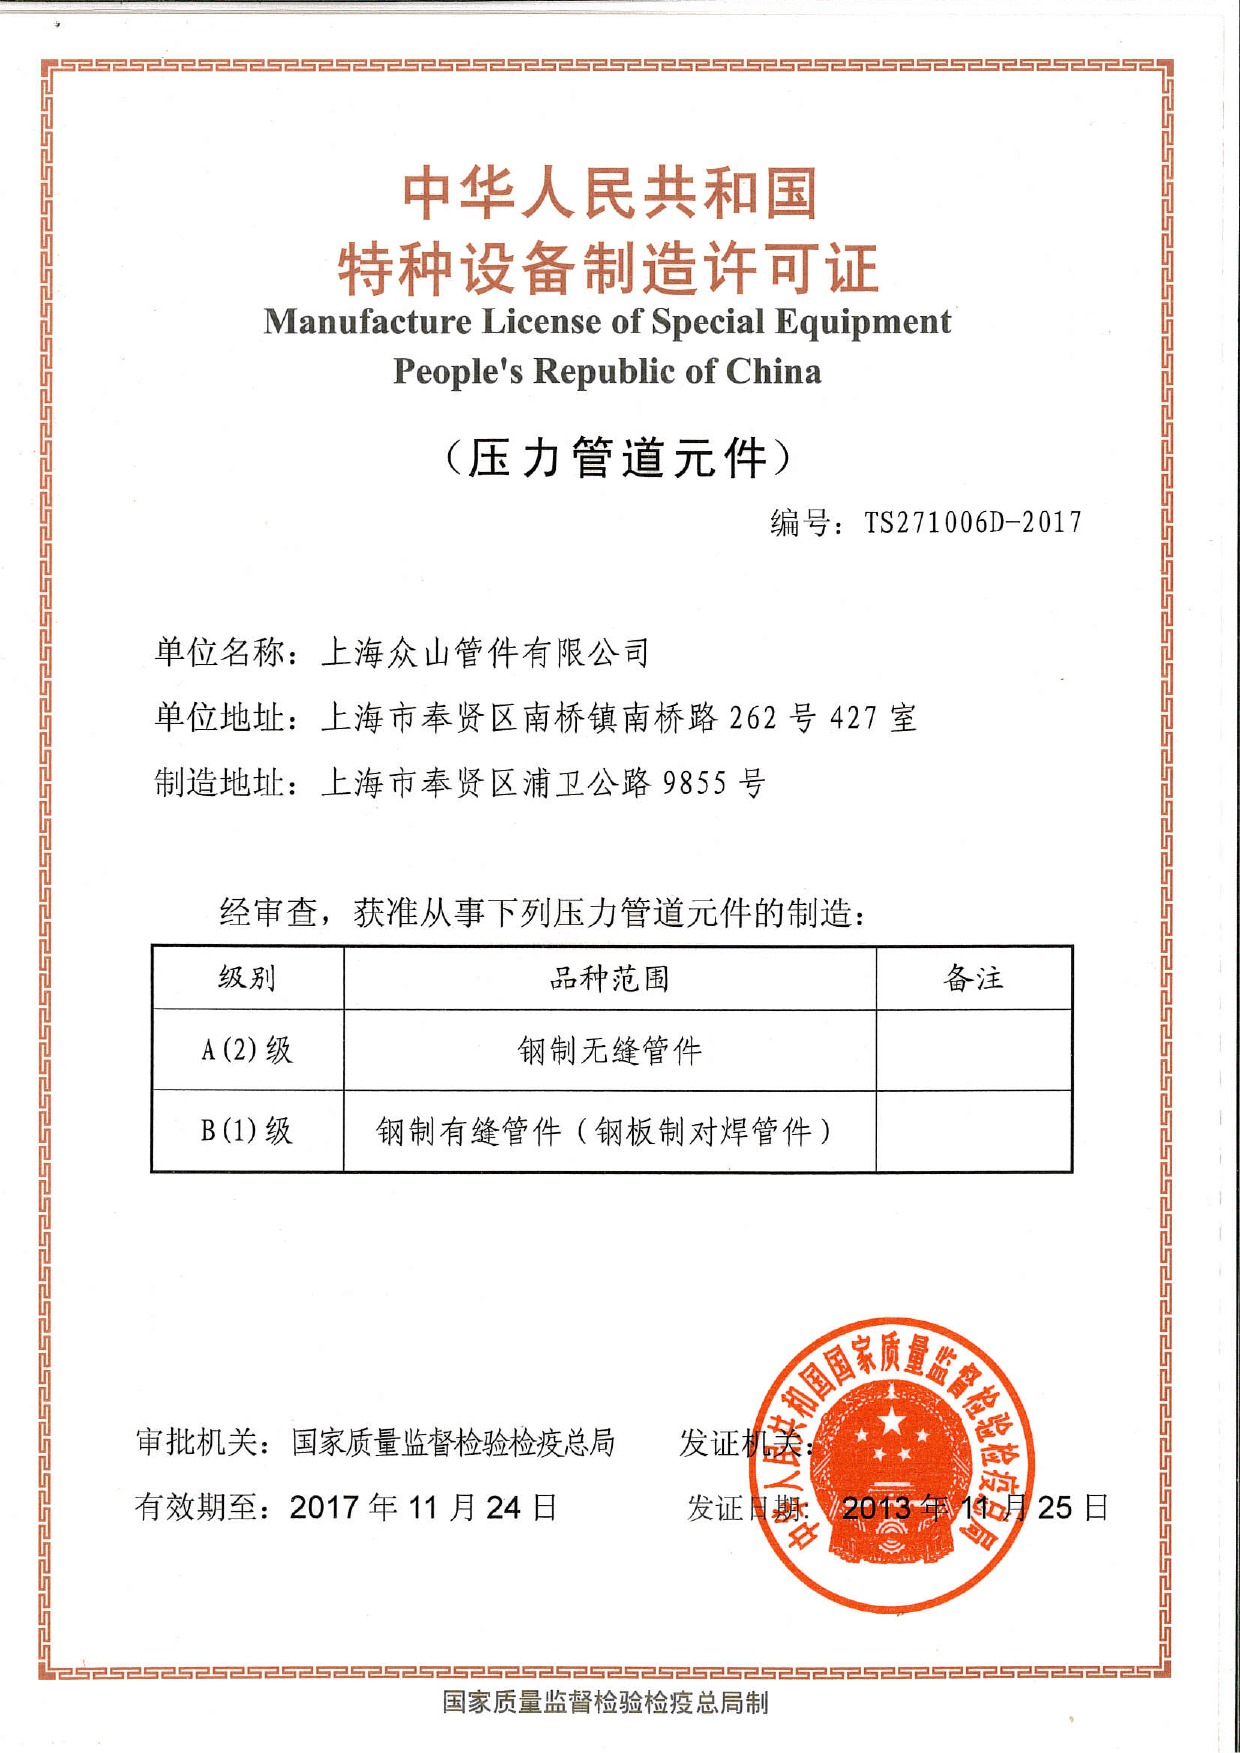 中华人民共和国
特种设备制造许可证
Manufacture License of Special Equipment
People's Republic of China
（压力管道元件）
编号：TS271006D-2017
单位名称：上海众山管件有限公司
单位地址：上海市奉贤区南桥镇南桥路 262 号 427 室
制造地址：上海市奉贤区浦卫公路 9855 号
经审查，获准从事下列压力管道元件的制造：
级别 品种范围 备注
A(2)级 钢制无缝管件
B(1)级 钢制有缝管件（钢板制对焊管件）
中华人民共和国国家质量监督检验检疫总局
审批机关：国家质量监督检验检疫总局 发证机关：
有效期至：2017 年 11 月 24 日 发证日期：2013 年 11 月 25 日
国家质量监督检验检疫总局制